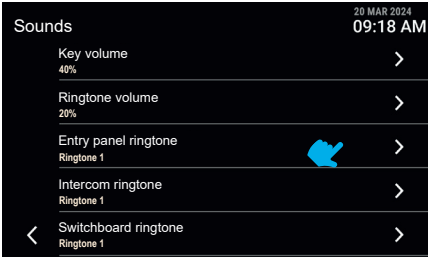 20 MAR 2024
Sounds
09:18 AM
Key volume
40%
Ringtone volume
20%
Entry panel ringtone
Ringtone 1
Intercom ringtone
Ringtone 1
Switchboard ringtone
Ringtone 1